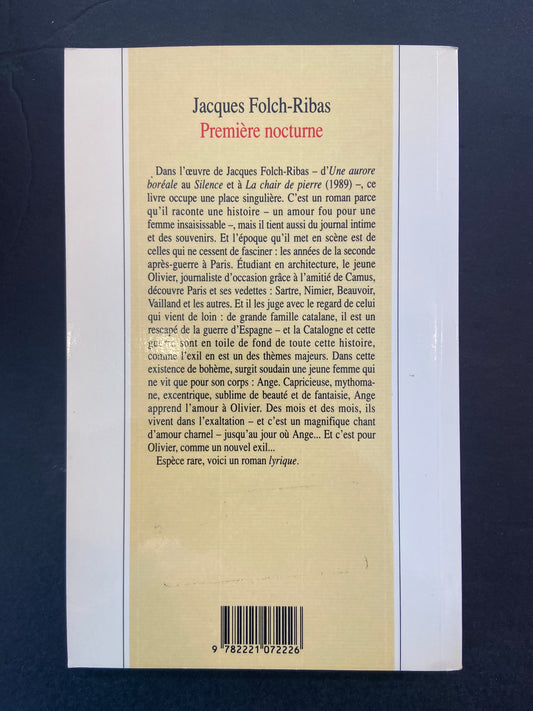 Jacques Folch-Ribas
Première nocturne
Dans l'œuvre de Jacques Folch-Ribas – d'Une aurore
boréale au Silence et à La chair de pierre (1989) –, ce
livre occupe une place singulière. C'est un roman parce
qu'il raconte une histoire – un amour fou pour une
femme insaisissable –, mais il tient aussi du journal intime
et des souvenirs. Et l'époque qu'il met en scène est de
celles qui ne cessent de fasciner : les années de la seconde
après-guerre à Paris. Étudiant en architecture, le jeune
Olivier, journaliste d'occasion grâce à l'amitié de Camus,
découvre Paris et ses vedettes : Sartre, Nimier, Beauvoir,
Vailland et les autres. Et il les juge avec le regard de celui
qui vient de loin : de grande famille catalane, il est un
rescapé de la guerre d'Espagne – et la Catalogne et cette
guerre sont en toile de fond de toute cette histoire,
comme l'exil en est un des thèmes majeurs. Dans cette
existence de bohème, surgit soudain une jeune femme qui
ne vit que pour son corps : Ange. Capricieuse, mythoma-
ne, excentrique, sublime de beauté et de fantaisie, Ange
apprend l'amour à Olivier. Des mois et des mois, ils
vivent dans l'exaltation – et c'est un magnifique chant
d'amour charnel – jusqu'au jour où Ange... Et c'est pour
Olivier, comme un nouvel exil...
Espèce rare, voici un roman lyrique.
9 782221 072226